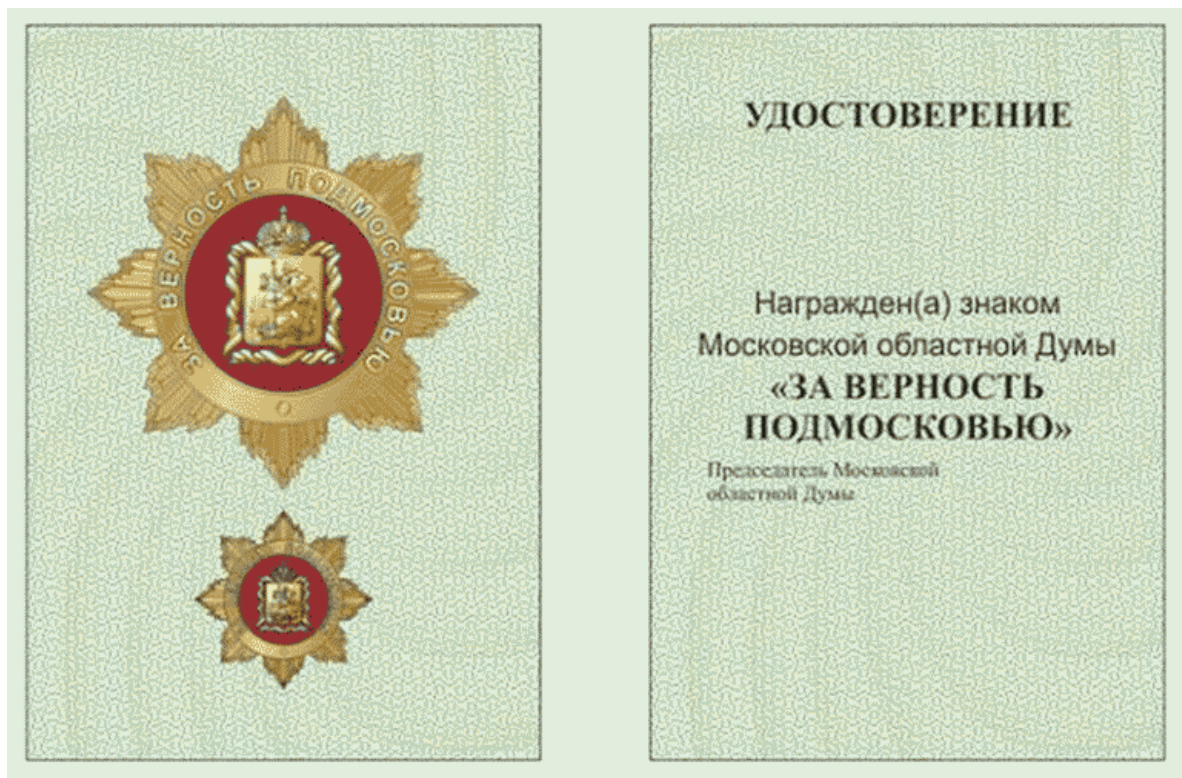 ЗА ВЕРНОСТЬ ПОДМОСКОВЬЮ
УДОСТОВЕРЕНИЕ
Награжден(а) знаком
Московской областной Думы
«ЗА ВЕРНОСТЬ
ПОДМОСКОВЬЮ»
Председатель Московской
областной Думы